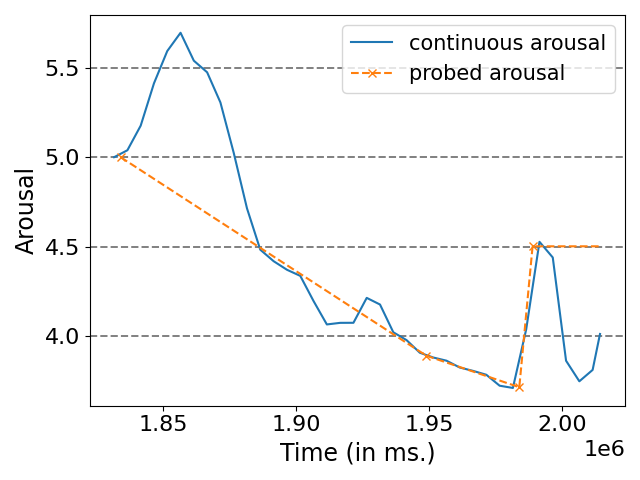 continuous arousal
probed arousal
5.5
5.0
4.5
4.0
Arousal
1.85
1.90
1.95
2.00
1e6
Time (in ms.)